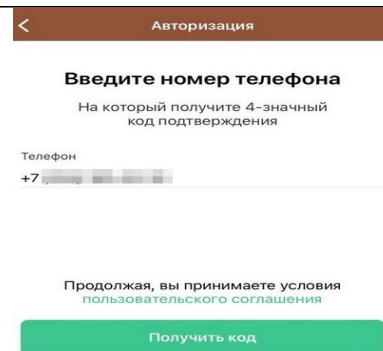 Авторизация
Введите номер телефона
На который получите 4-значный
код подтверждения
Телефон
+7
Продолжая, вы принимаете условия
пользовательского соглашения
Получить код